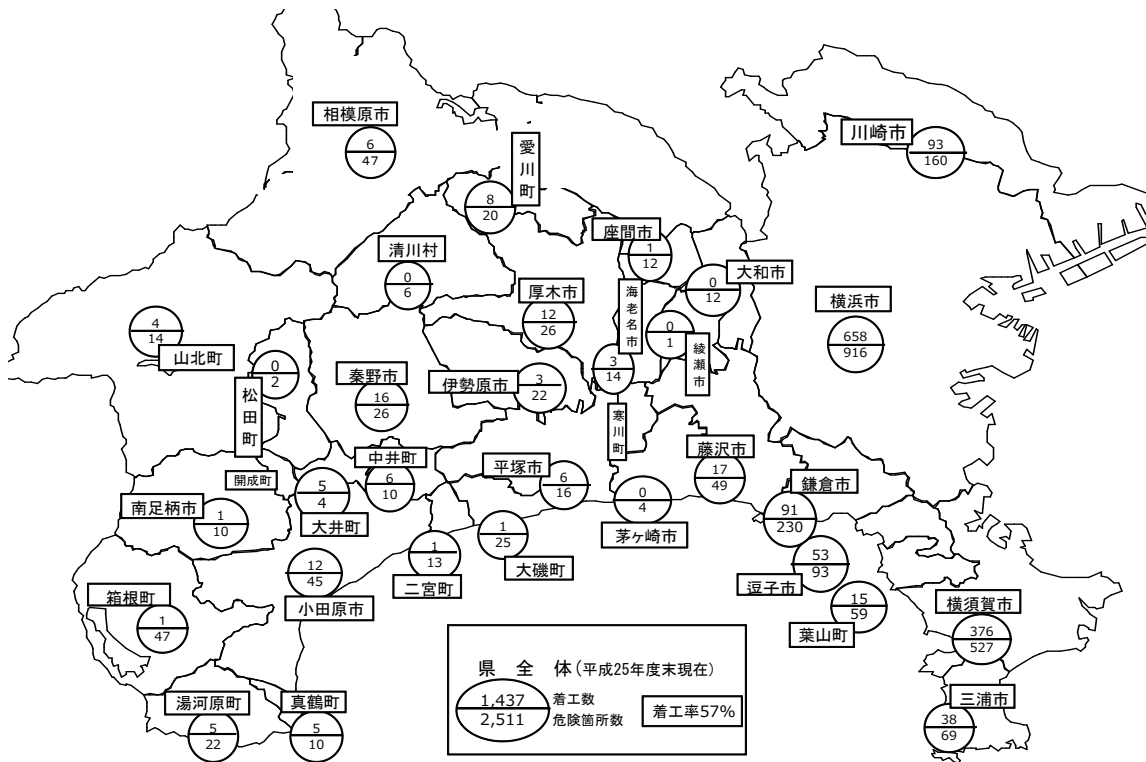 相模原市
6
47
愛川町
8
20
川崎市
93
160
清川村
0
6
座間市
1
12
大和市
0
12
厚木市
12
26
海老名市
3
14
綾瀬市
0
1
横浜市
658
916
山北町
4
14
松田町
0
2
秦野市
16
26
伊勢原市
3
22
寒川町
開成町
中井町
6
10
平塚市
6
16
藤沢市
17
49
鎌倉市
91
230
南足柄市
1
10
大井町
5
4
茅ヶ崎市
0
4
小田原市
12
45
二宮町
1
13
大磯町
1
25
逗子市
53
93
箱根町
1
47
葉山町
15
59
横須賀市
376
527
湯河原町
5
22
真鶴町
5
10
三浦市
38
69
県全体(平成25年度末現在)
1,437 着工数
2,511 危険箇所数
着工率57%